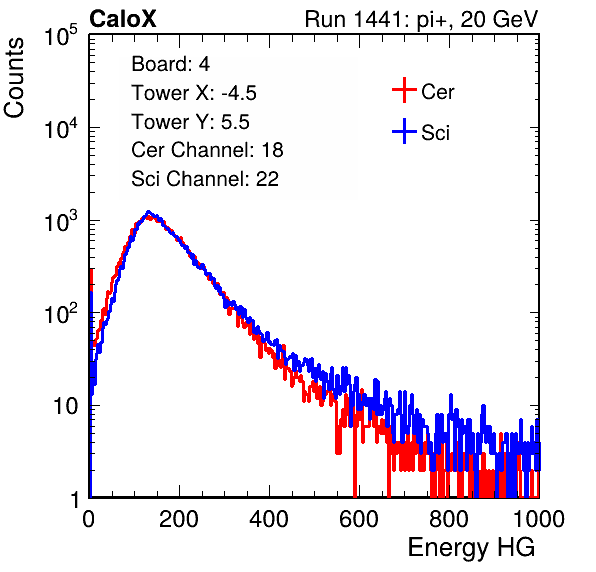 CaloX Run 1441: pi+, 20 GeV
Board: 4
Tower X: -4.5
Tower Y: 5.5
Cer Channel: 18
Sci Channel: 22
Cer
Sci
Counts
10^5
10^4
10^3
10^2
10
1
0 200 400 600 800 1000
Energy HG